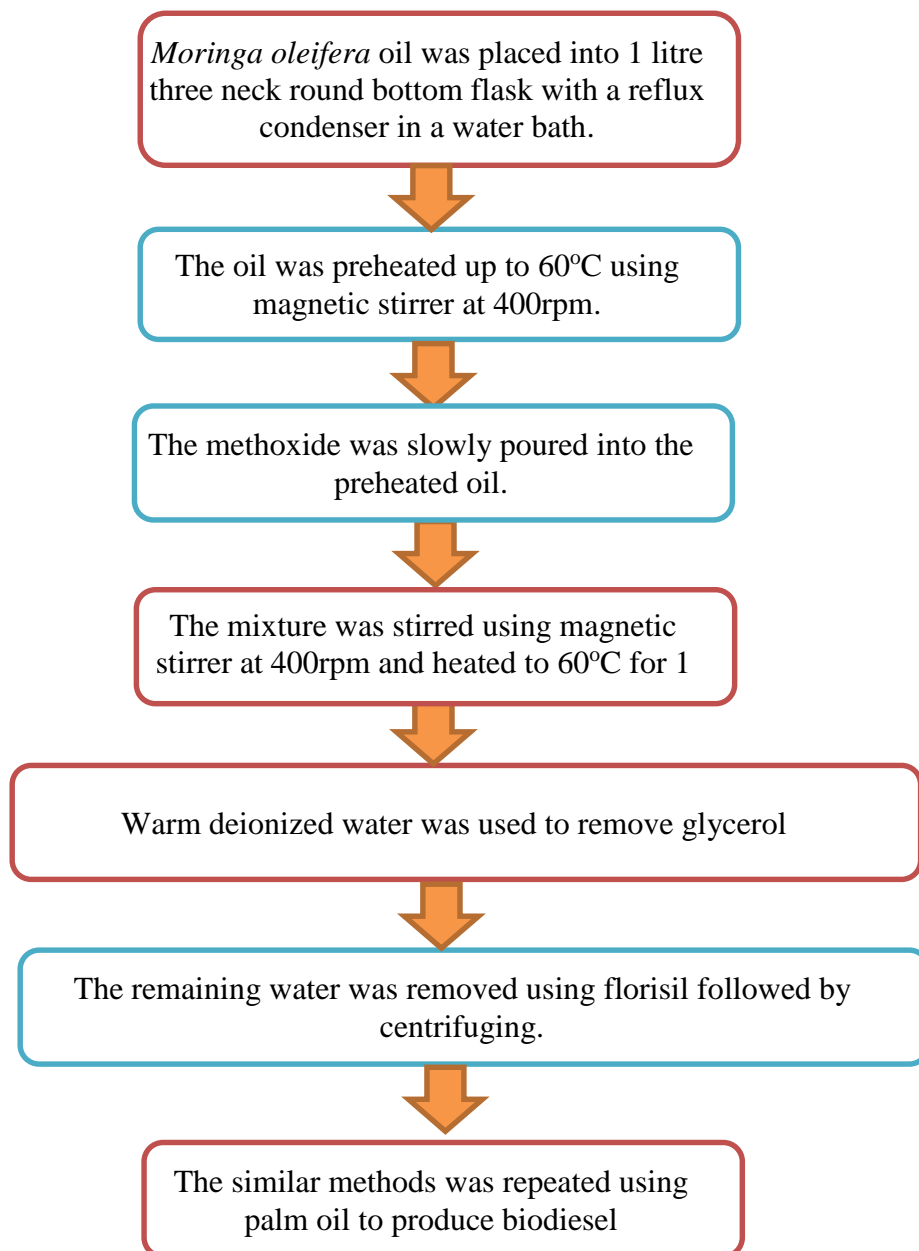 Moringa oleifera oil was placed into 1 litre
three neck round bottom flask with a reflux
condenser in a water bath.
The oil was preheated up to 60ºC using
magnetic stirrer at 400rpm.
The methoxide was slowly poured into the
preheated oil.
The mixture was stirred using magnetic
stirrer at 400rpm and heated to 60ºC for 1
Warm deionized water was used to remove glycerol
The remaining water was removed using florisil followed by
centrifuging.
The similar methods was repeated using
palm oil to produce biodiesel